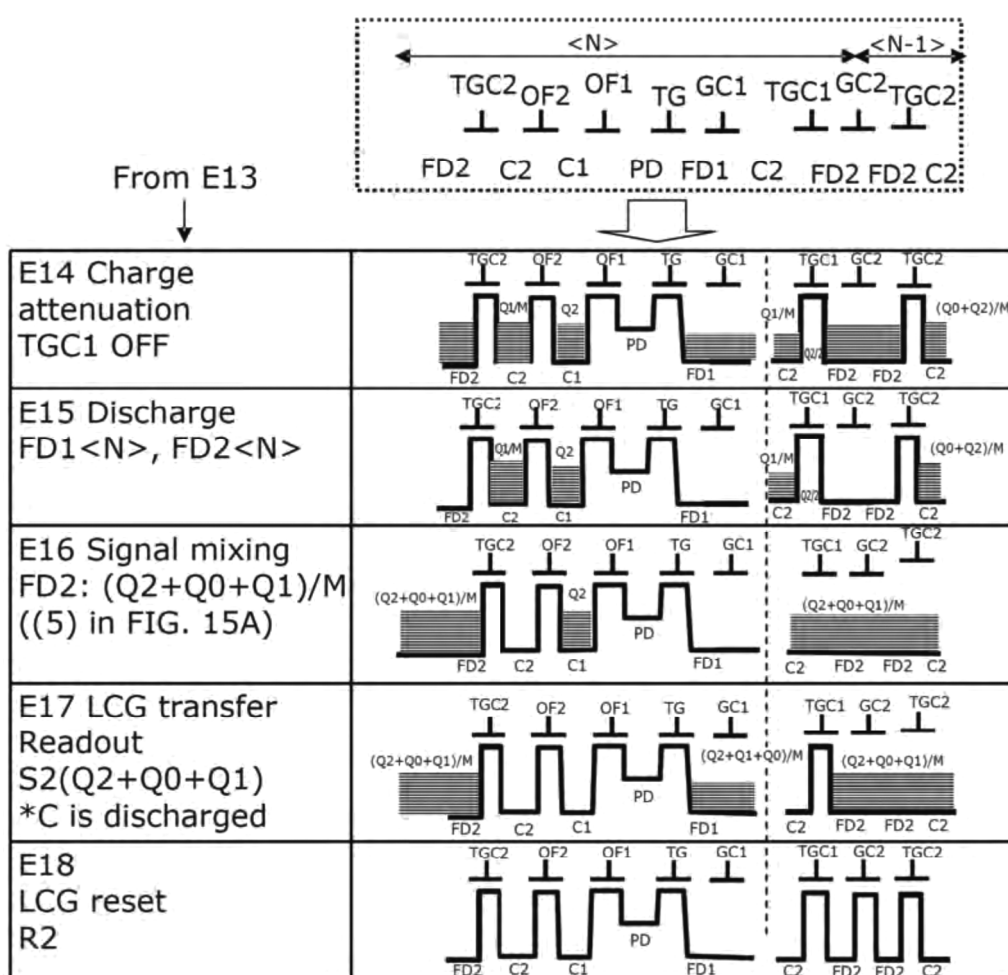 <N> <N-1>
TGC2 OF2 OF1 TG GC1 TGC1 GC2 TGC2
FD2 C2 C1 PD FD1 C2 FD2 FD2 C2
From E13
E14 Charge
attenuation
TGC1 OFF
TGC2 OF2 OF1 TG GC1 TGC1 GC2 TGC2
Q1/M Q2 Q1/M (Q0+Q2)/M
PD Q2/2
FD2 C2 C1 FD1 C2 FD2 FD2 C2
E15 Discharge
FD1<N>, FD2<N>
TGC2 OF2 OF1 TG GC1 TGC1 GC2 TGC2
Q1/M Q2 Q1/M (Q0+Q2)/M
PD Q2/2
FD2 C2 C1 FD1 C2 FD2 FD2 C2
E16 Signal mixing
FD2: (Q2+Q0+Q1)/M
((5) in FIG. 15A)
TGC2 OF2 OF1 TG GC1 TGC1 GC2 TGC2
(Q2+Q0+Q1)/M Q2 (Q2+Q0+Q1)/M
PD
FD2 C2 C1 FD1 C2 FD2 FD2 C2
E17 LCG transfer
Readout
S2(Q2+Q0+Q1)
*C is discharged
TGC2 OF2 OF1 TG GC1 TGC1 GC2 TGC2
(Q2+Q0+Q1)/M (Q2+Q1+Q0)/M (Q2+Q0+Q1)/M
PD
FD2 C2 C1 FD1 C2 FD2 FD2 C2
E18
LCG reset
R2
TGC2 OF2 OF1 TG GC1 TGC1 GC2 TGC2
PD
FD2 C2 C1 FD1 C2 FD2 FD2 C2